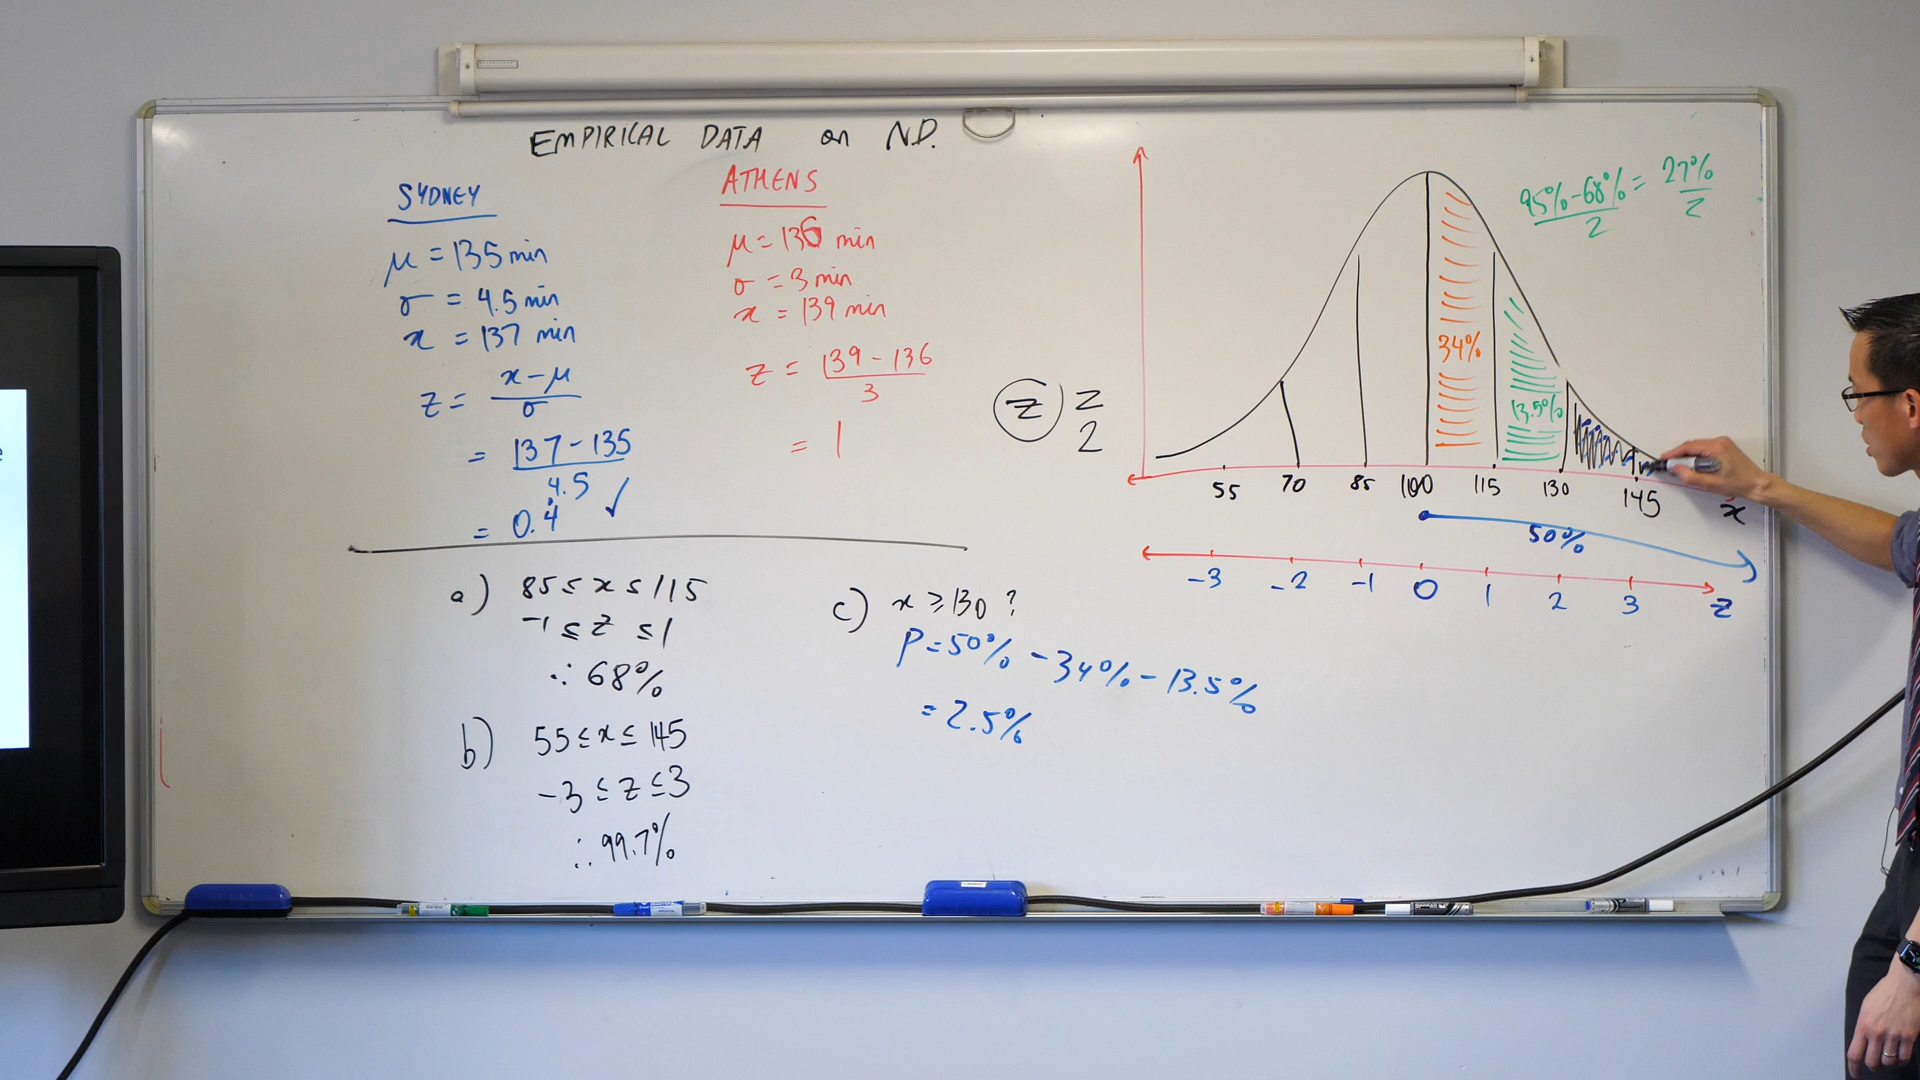 EMPIRICAL DATA on N.D.
SYDNEY
μ = 135 min
σ = 4.5 min
x = 137 min
z = x-μ/σ
= 137-135/4.5
= 0.4 ✓
ATHENS
μ = 136 min
σ = 3 min
x = 139 min
z = 139-136/3
= 1
a) 85 ≤ x ≤ 115
-1 ≤ z ≤ 1
∴ 68%
b) 55 ≤ x ≤ 145
-3 ≤ z ≤ 3
∴ 99.7%
c) x ≥ 130 ?
P = 50% - 34% - 13.5%
= 2.5%
z z
2
95%-68%/2 = 27%/2
34%
13.5%
55 70 85 100 115 130 145 x
50%
-3 -2 -1 0 1 2 3 z